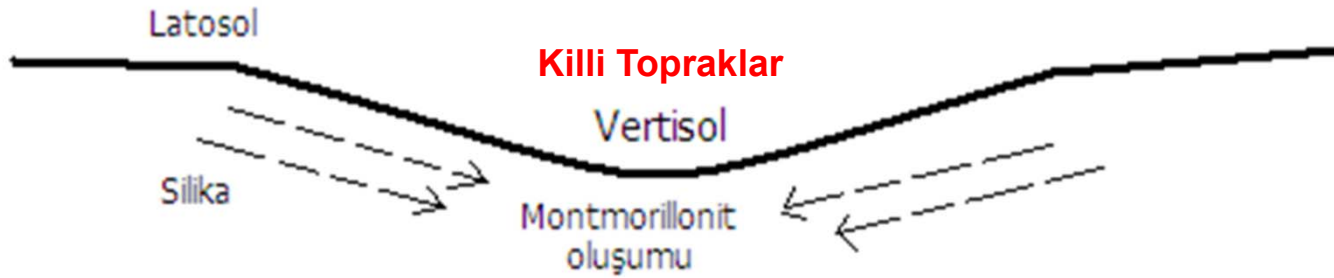 Latosol
Killi Topraklar
Vertisol
Silika
Montmorillonit
oluşumu